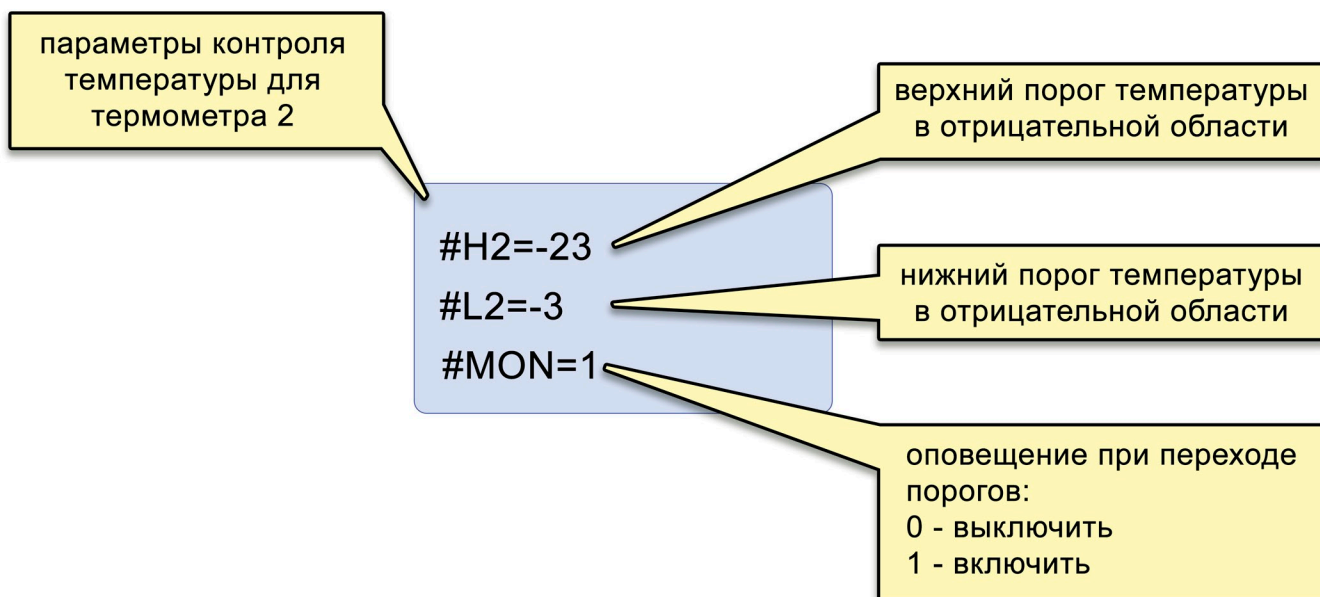 параметры контроля
температуры для
термометра 2
верхний порог температуры
в отрицательной области
#H2=-23
#L2=-3
#MON=1
нижний порог температуры
в отрицательной области
оповещение при переходе
порогов:
0 - выключить
1 - включить